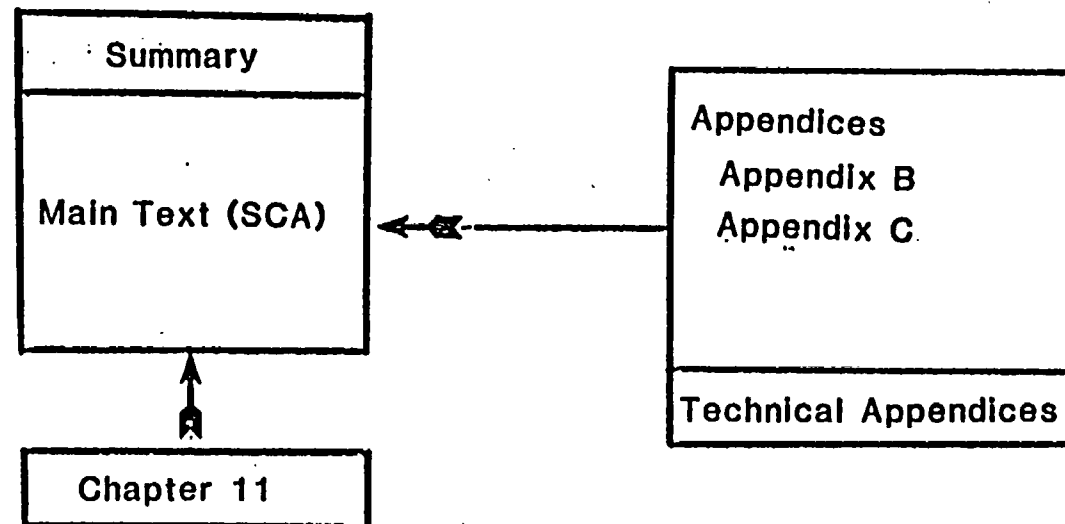 Summary
Main Text (SCA)
Chapter 11
Appendices
Appendix B
Appendix C
Technical Appendices